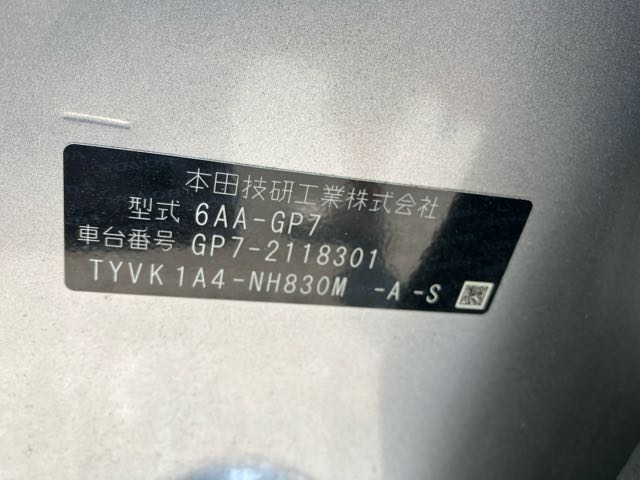 本田技研工業株式会社
型式 6AA-GP7
車台番号 GP7-2118301
TYVK1A4-NH830M -A-S